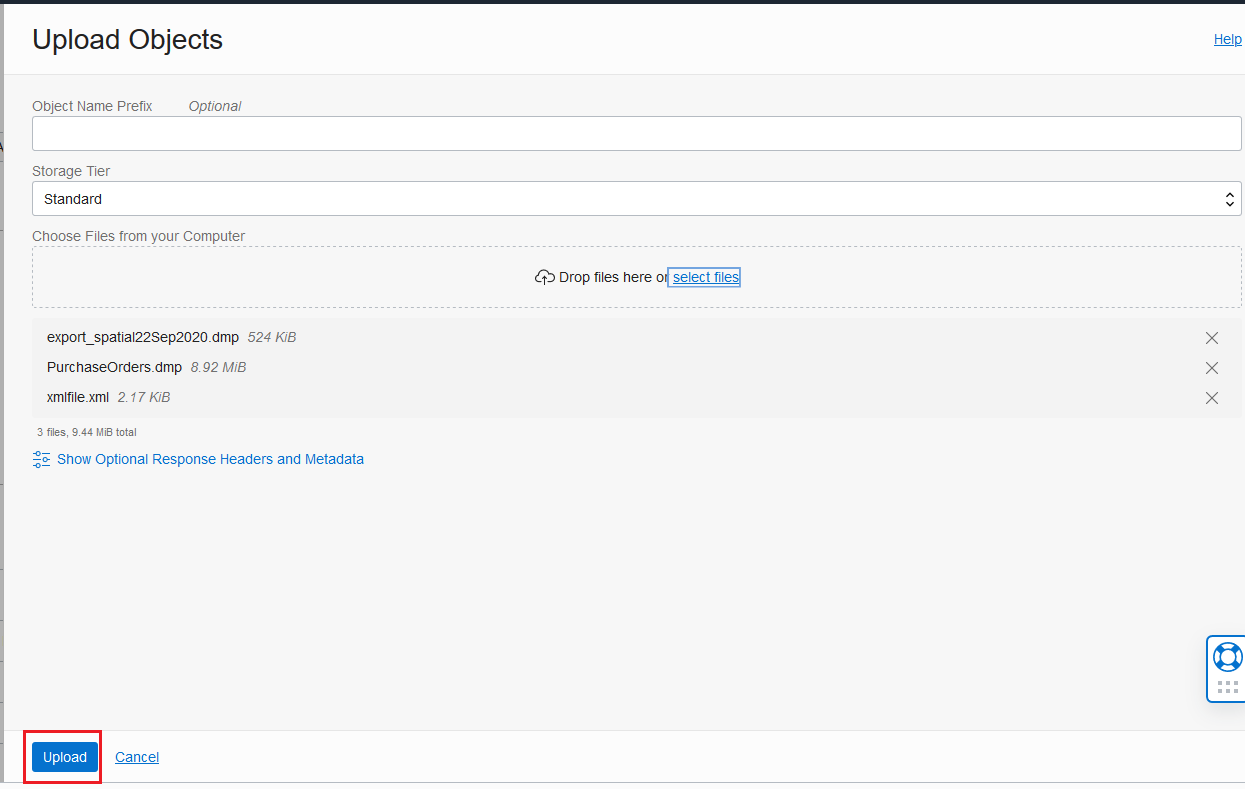 Upload Objects
Help
Object Name Prefix Optional
Storage Tier
Standard
Choose Files from your Computer
Drop files here or select files
export_spatial22Sep2020.dmp 524 KiB
PurchaseOrders.dmp 8.92 MiB
xmlfile.xml 2.17 KiB
3 files, 9.44 MiB total
Show Optional Response Headers and Metadata
Upload Cancel